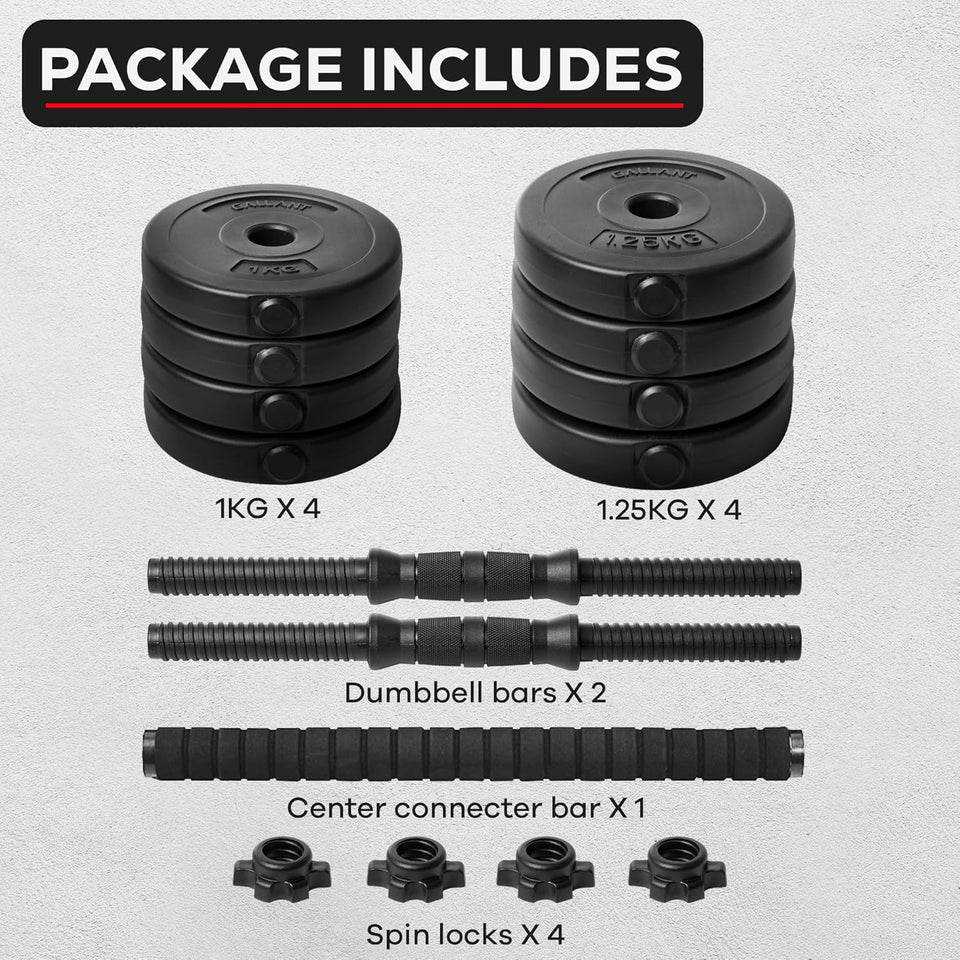 PACKAGE INCLUDES
GALLANT
1KG
GALLANT
1.25KG
1KG X 4
1.25KG X 4
Dumbbell bars X 2
Center connecter bar X 1
Spin locks X 4